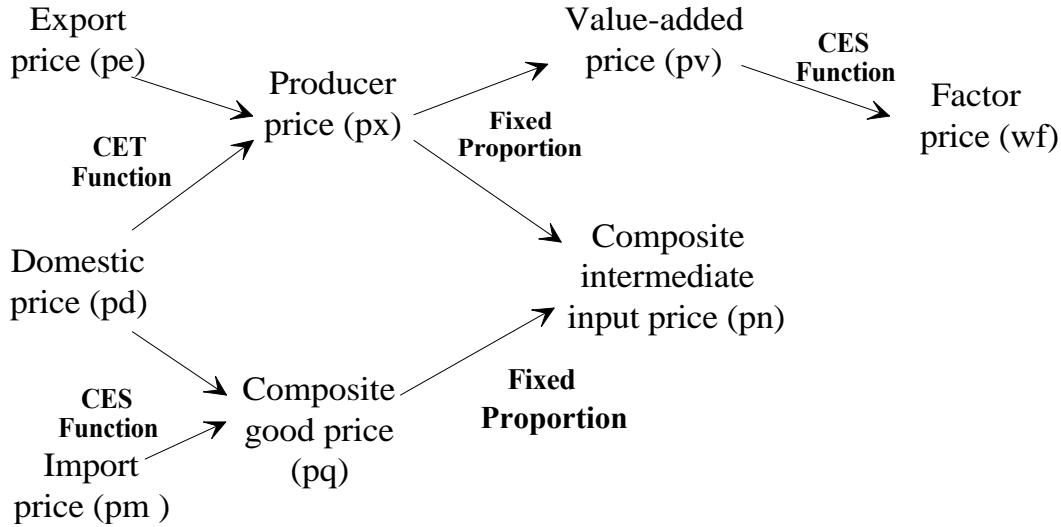 Export
price (pe)
Producer
price (px)
Value-added
price (pv)
CES
Function
Factor
price (wf)
CET
Function
Fixed
Proportion
Domestic
price (pd)
Composite
intermediate
input price (pn)
CES
Function
Import
price (pm )
Composite
good price
(pq)
Fixed
Proportion